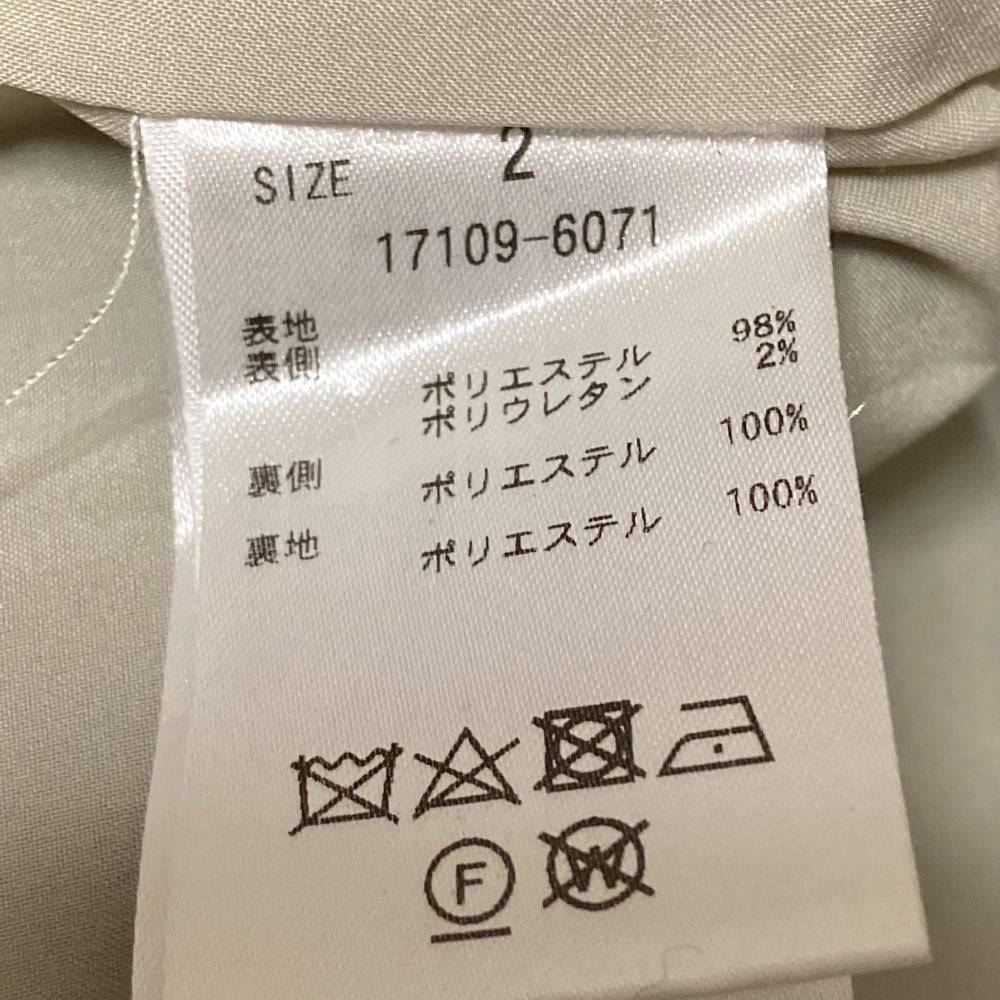 SIZE 2
17109-6071
表地
表側 ポリエステル 98%
ポリウレタン 2%
裏側 ポリエステル 100%
裏地 ポリエステル 100%
F W